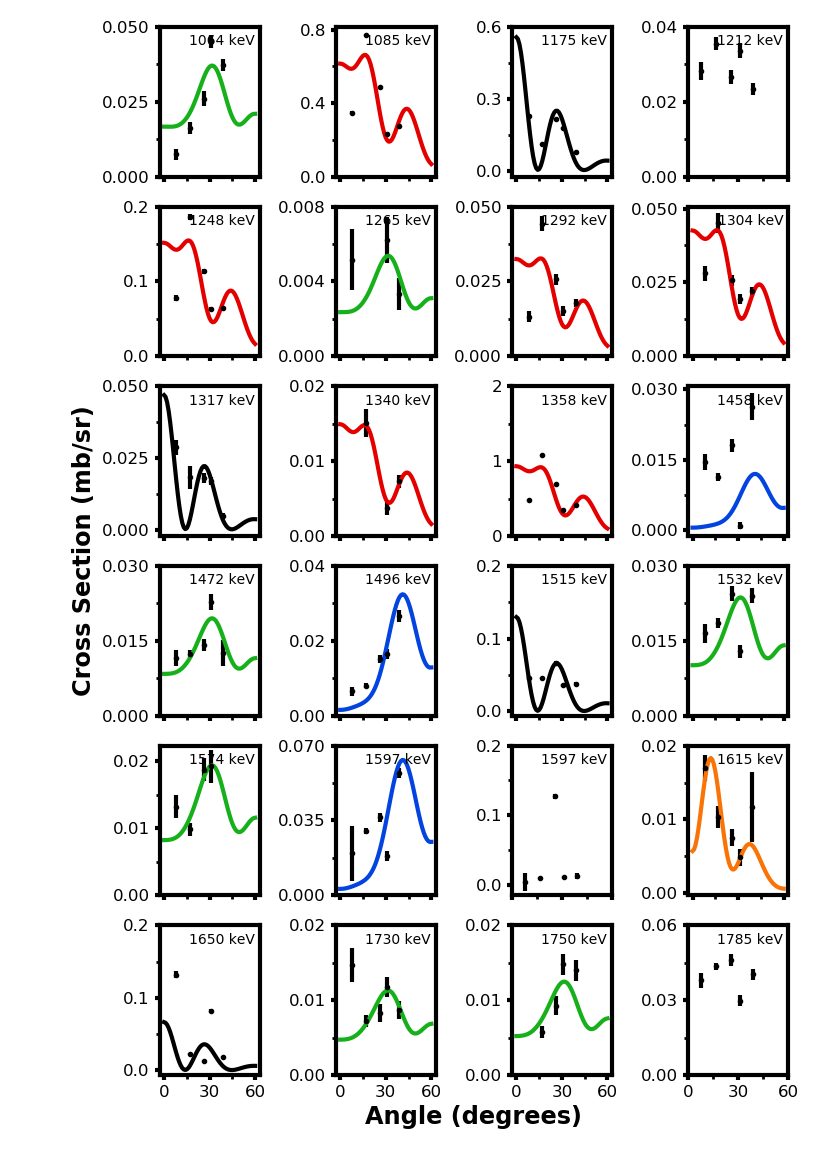 0.050 0.8 0.6 0.04
1064 keV 1085 keV 1175 keV 1212 keV
0.025 0.4 0.3 0.02
0.000 0.0 0.0 0.00
0.2 0.008 0.050 0.050
1248 keV 1265 keV 1292 keV 1304 keV
0.1 0.004 0.025 0.025
0.0 0.000 0.000 0.000
0.050 0.02 2 0.030
1317 keV 1340 keV 1358 keV 1458 keV
0.025 0.01 1 0.015
0.000 0.00 0 0.000
Cross Section (mb/sr)
0.030 0.04 0.2 0.030
1472 keV 1496 keV 1515 keV 1532 keV
0.015 0.02 0.1 0.015
0.000 0.00 0.0 0.000
0.02 0.070 0.2 0.02
1574 keV 1597 keV 1597 keV 1615 keV
0.01 0.035 0.1 0.01
0.00 0.000 0.0 0.00
0.2 0.02 0.02 0.06
1650 keV 1730 keV 1750 keV 1785 keV
0.1 0.01 0.01 0.03
0.0 0.00 0.00 0.00
0 30 60 0 30 60 0 30 60 0 30 60
Angle (degrees)